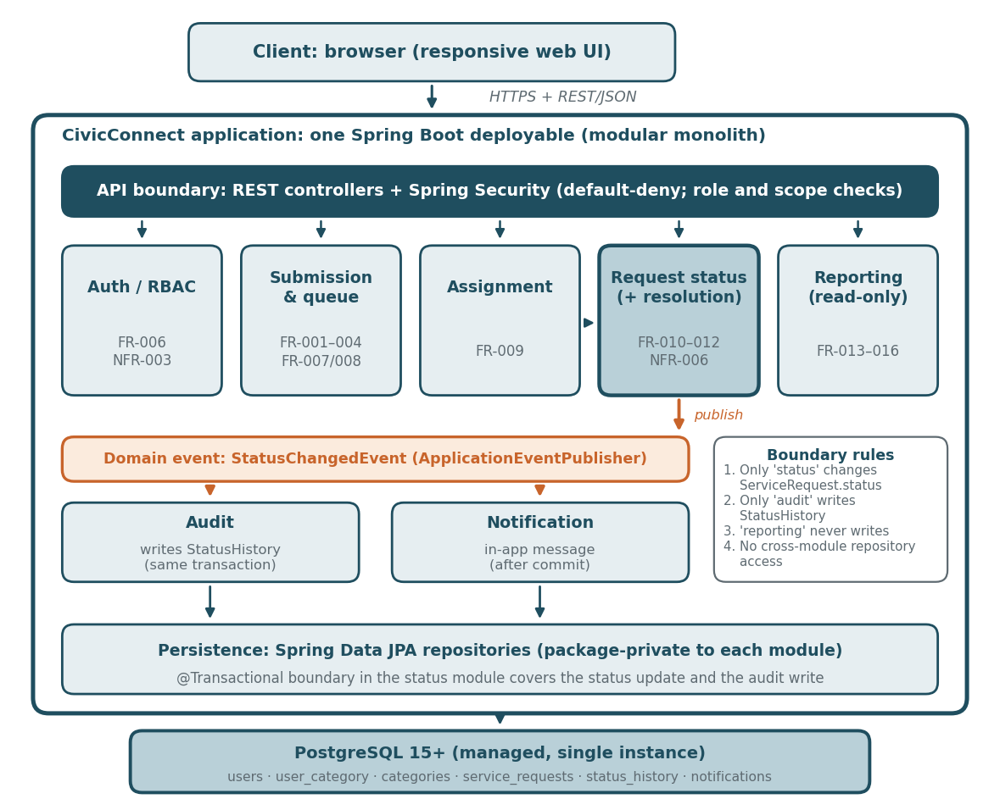 Client: browser (responsive web UI)
HTTPS + REST/JSON
CivicConnect application: one Spring Boot deployable (modular monolith)
API boundary: REST controllers + Spring Security (default-deny; role and scope checks)
Auth / RBAC
FR-006
NFR-003
Submission
& queue
FR-001–004
FR-007/008
Assignment
FR-009
Request status
(+ resolution)
FR-010–012
NFR-006
Reporting
(read-only)
FR-013–016
publish
Domain event: StatusChangedEvent (ApplicationEventPublisher)
Audit
writes StatusHistory
(same transaction)
Notification
in-app message
(after commit)
Boundary rules
1. Only 'status' changes
ServiceRequest.status
2. Only 'audit' writes
StatusHistory
3. 'reporting' never writes
4. No cross-module repository
access
Persistence: Spring Data JPA repositories (package-private to each module)
@Transactional boundary in the status module covers the status update and the audit write
PostgreSQL 15+ (managed, single instance)
users · user_category · categories · service_requests · status_history · notifications